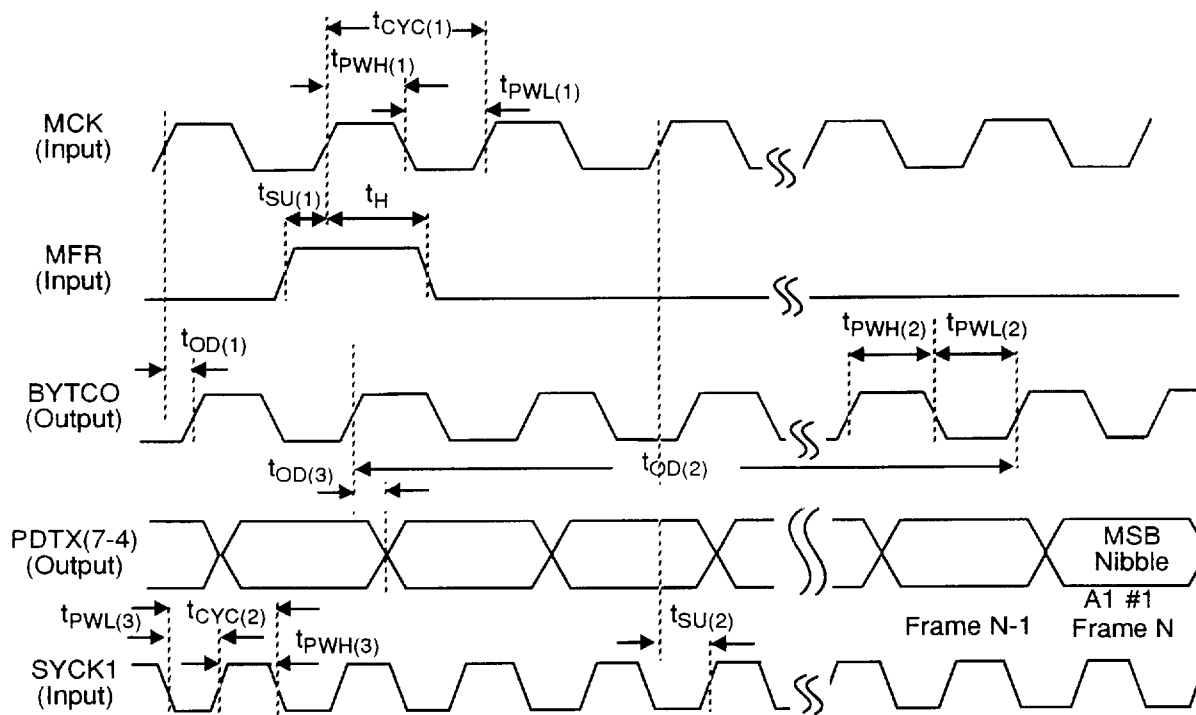 tCYC(1)
tPWH(1)
tPWL(1)
MCK
(Input)
tSU(1)
tH
MFR
(Input)
tOD(1)
tPWH(2)
tPWL(2)
BYTCO
(Output)
tOD(3)
tOD(2)
PDTX(7-4)
(Output)
MSB
Nibble
tPWL(3)
tCYC(2)
tPWH(3)
tSU(2)
Frame N-1
A1 #1
Frame N
SYCK1
(Input)